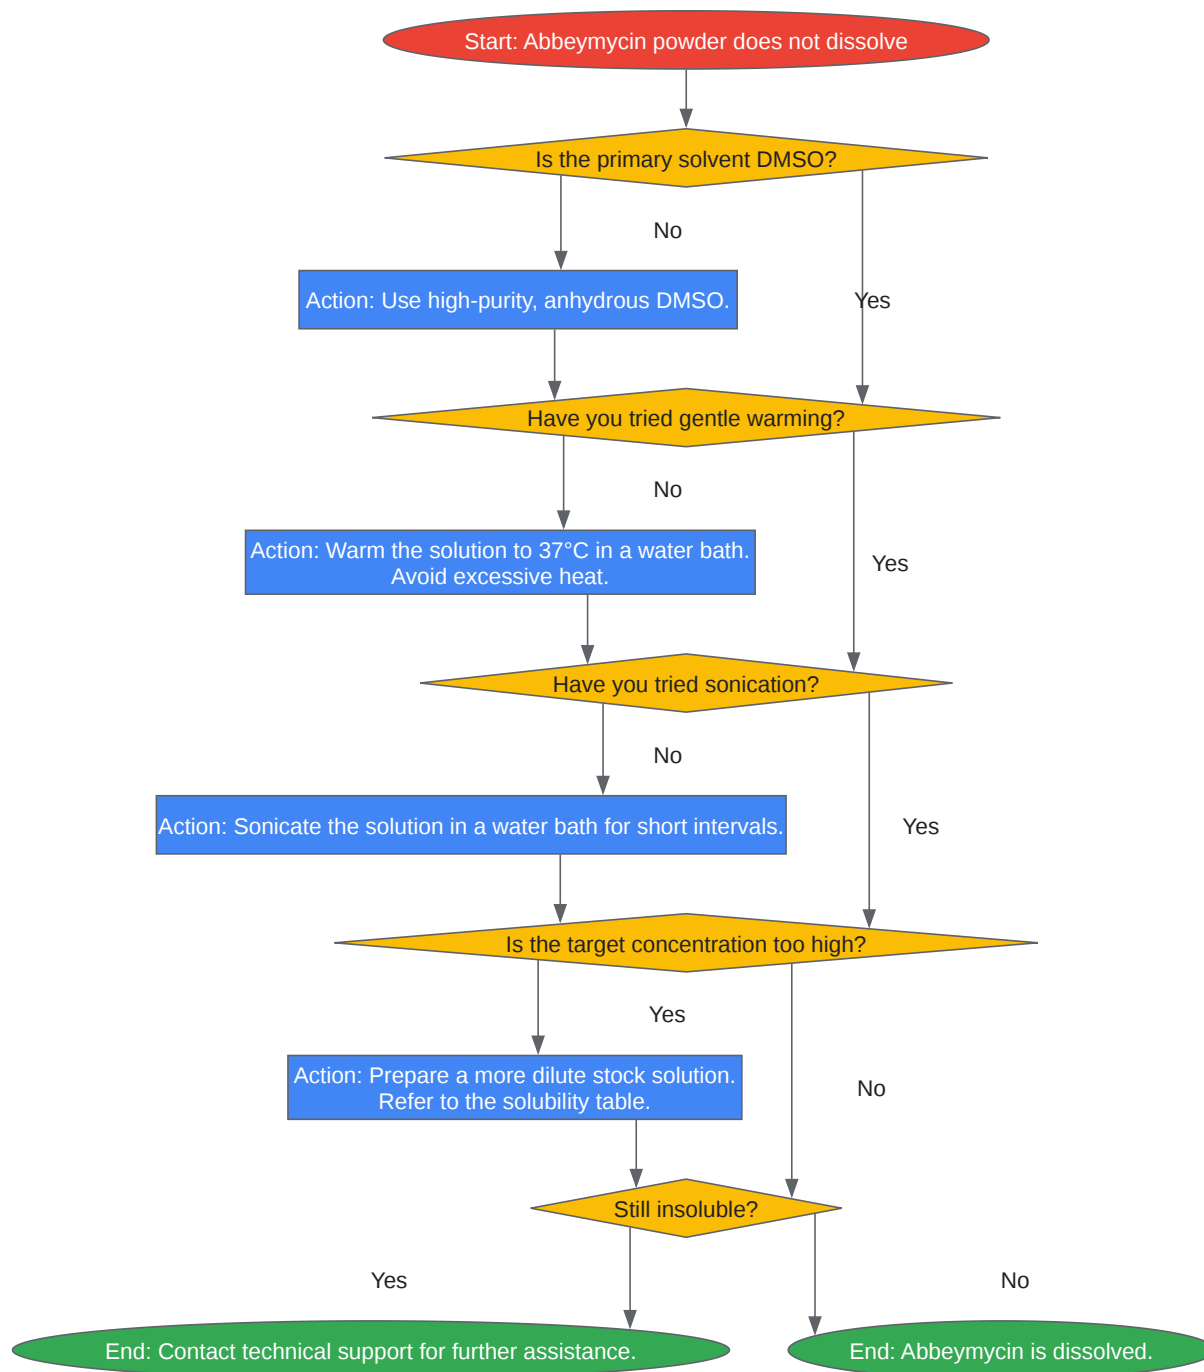 Start: Abbeymycin powder does not dissolve
Is the primary solvent DMSO?
No
Action: Use high-purity, anhydrous DMSO.
Yes
Have you tried gentle warming?
No
Action: Warm the solution to 37°C in a water bath.
Avoid excessive heat.
Yes
Have you tried sonication?
No
Action: Sonicate the solution in a water bath for short intervals.
Yes
Is the target concentration too high?
Yes
Action: Prepare a more dilute stock solution.
Refer to the solubility table.
No
Still insoluble?
Yes
No
End: Contact technical support for further assistance.
End: Abbeymycin is dissolved.